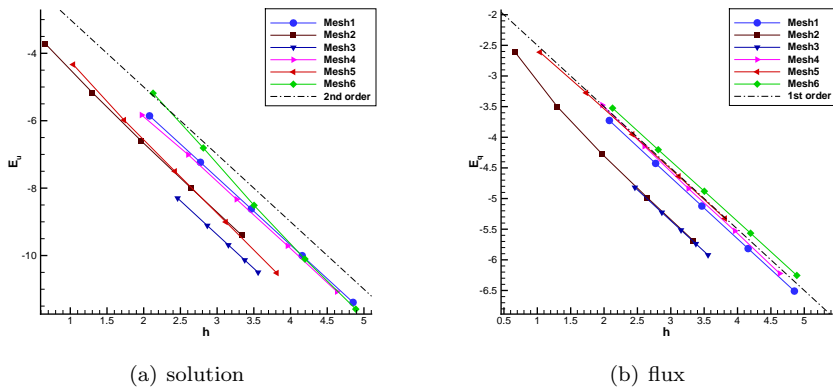 E_u
-4
-6
-8
-10
1
1.5
2
2.5
3
3.5
4
4.5
5
h
Mesh1
Mesh2
Mesh3
Mesh4
Mesh5
Mesh6
2nd order
(a) solution
E_q
-2
-2.5
-3
-3.5
-4
-4.5
-5
-5.5
-6
-6.5
0.5
1
1.5
2
2.5
3
3.5
4
4.5
5
h
Mesh1
Mesh2
Mesh3
Mesh4
Mesh5
Mesh6
1st order
(b) flux